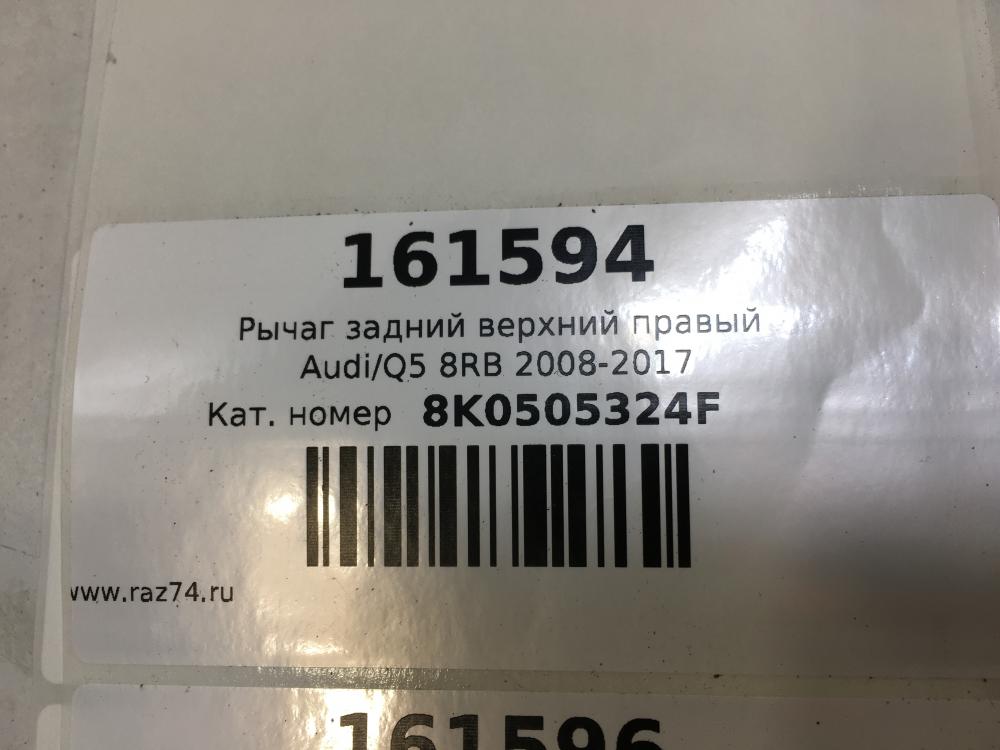 161594
Рычаг задний верхний правый
Audi/Q5 8RB 2008-2017
Кат. номер 8K0505324F
www.raz74.ru
161596